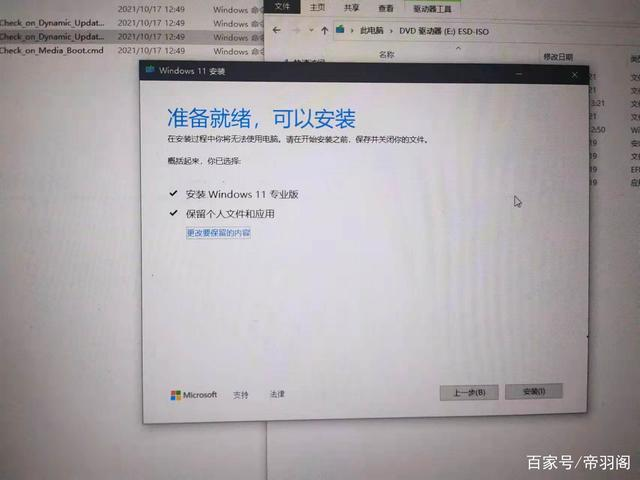 2021/10/17 12:49 Windows 命令
Check_on_Dynamic_Updat... 2021/10/17 12:49 Windows 命令
Check_on_Dynamic_Updat... 2021/10/17 12:49 Windows 命
Check_on_Media_Boot.cmd 2021/10/17 12:49 Windows 命
文件 主页 共享 查看 驱动器工具
此电脑 › DVD 驱动器 (E:) ESD-ISO
名称 修改日期
Windows 11 安装
准备就绪，可以安装
在安装过程中你将无法使用电脑。请在开始安装之前，保存并关闭你的文件。
概括起来，你已选择:
安装 Windows 11 专业版
保留个人文件和应用
更改要保留的内容
Microsoft 支持 法律
上一步(B) 安装(I)
百家号/帝羽阁